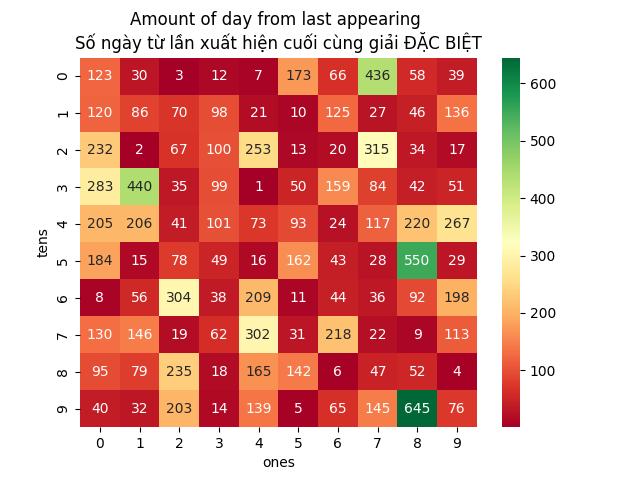 Amount of day from last appearing
Số ngày từ lần xuất hiện cuối cùng giải ĐẶC BIỆT
0 123 30 3 12 7 173 66 436 58 39
1 120 86 70 98 21 10 125 27 46 136
2 232 2 67 100 253 13 20 315 34 17
3 283 440 35 99 1 50 159 84 42 51
4 205 206 41 101 73 93 24 117 220 267
5 184 15 78 49 16 162 43 28 550 29
6 8 56 304 38 209 11 44 36 92 198
7 130 146 19 62 302 31 218 22 9 113
8 95 79 235 18 165 142 6 47 52 4
9 40 32 203 14 139 5 65 145 645 76
0 1 2 3 4 5 6 7 8 9
ones
tens
600
500
400
300
200
100